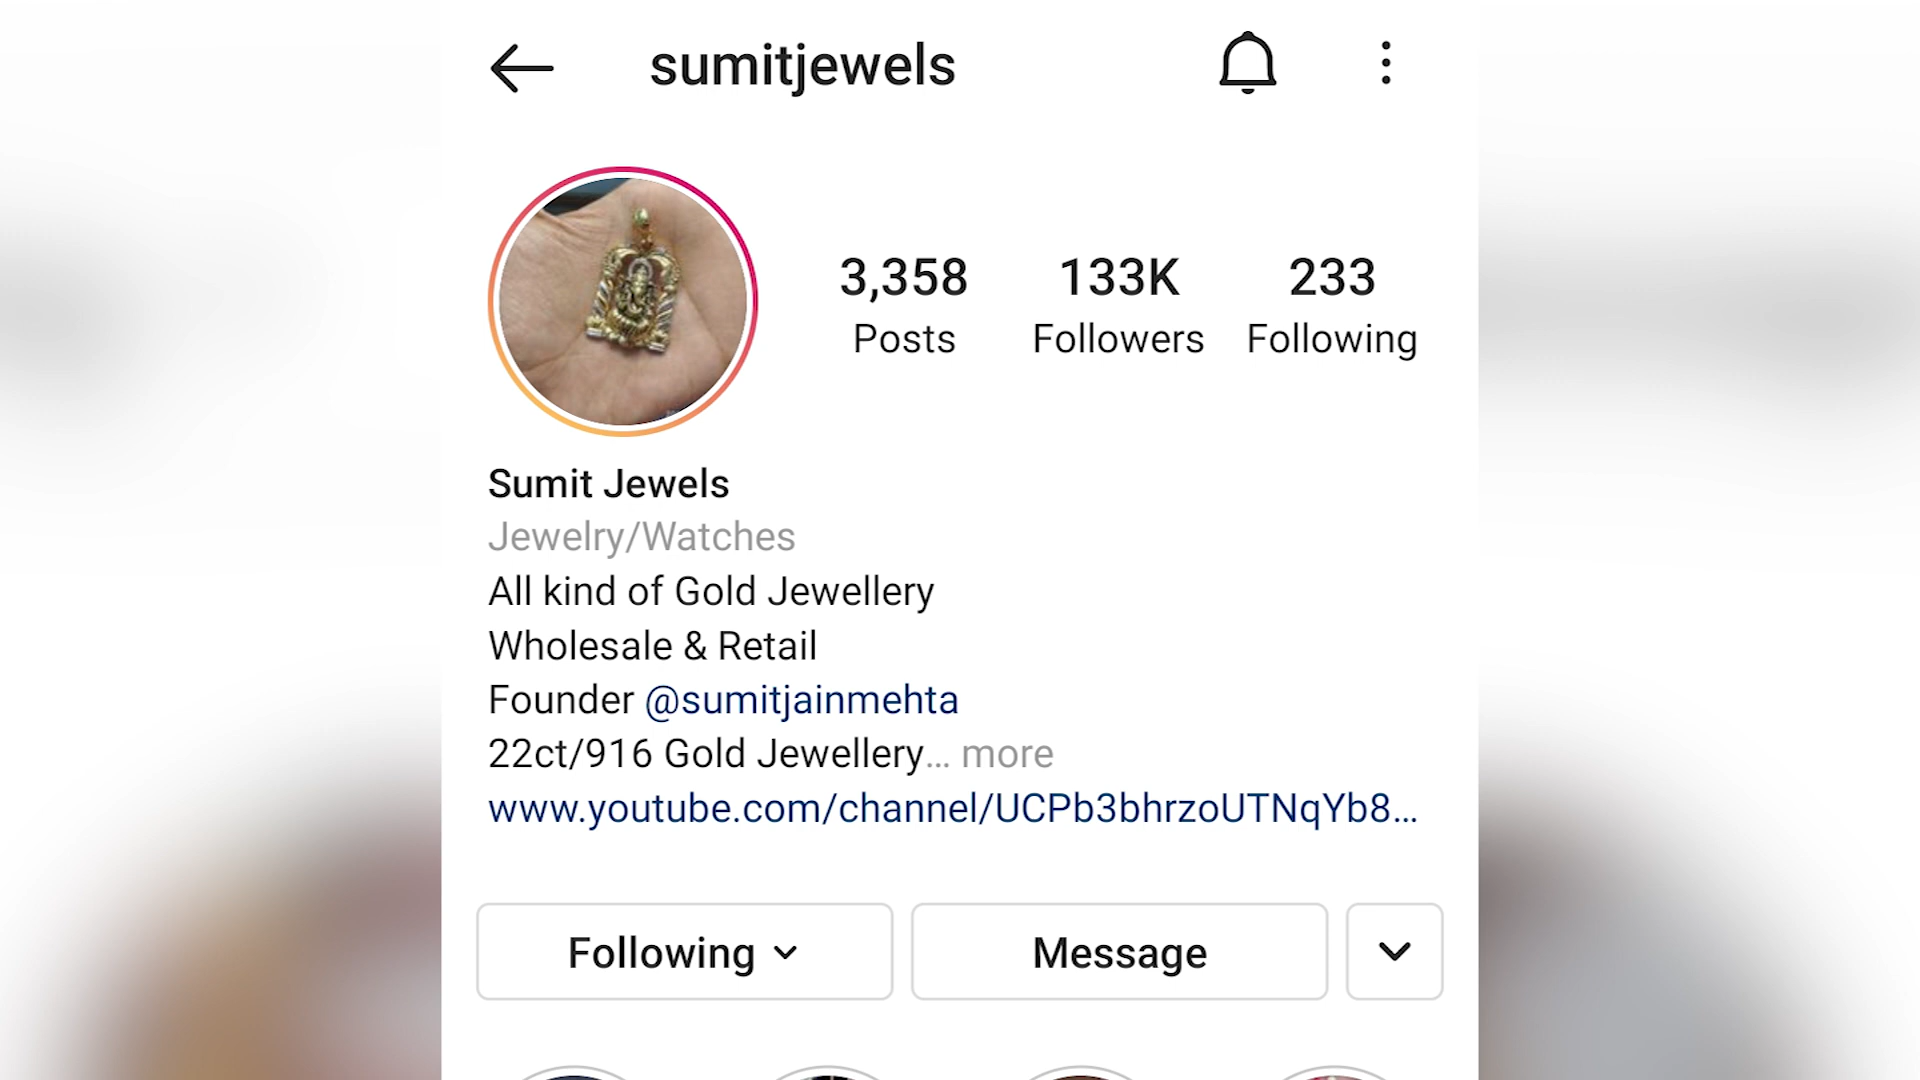 sumitjewels
3,358 133K 233
Posts Followers Following
Sumit Jewels
Jewelry/Watches
All kind of Gold Jewellery
Wholesale & Retail
Founder @sumitjainmehta
22ct/916 Gold Jewellery... more
www.youtube.com/channel/UCPb3bhrzoUTNqYb8...
Following Message